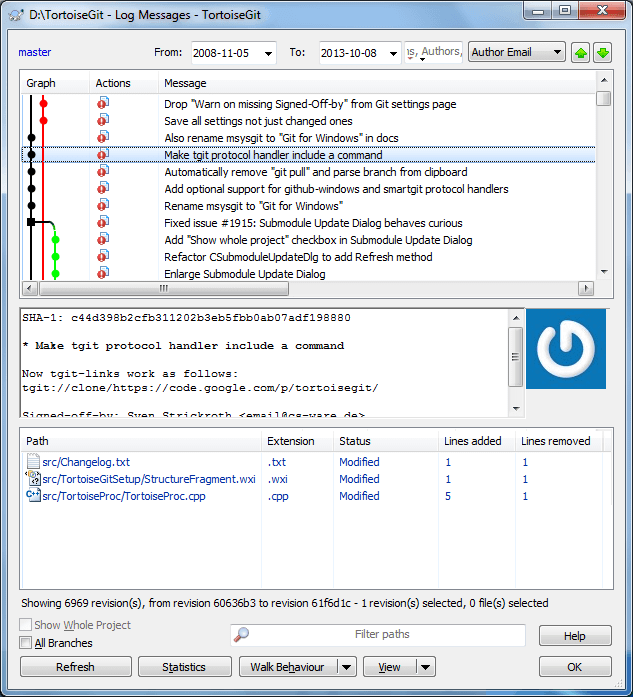 D:\TortoiseGit - Log Messages - TortoiseGit
master From: 2008-11-05 To: 2013-10-08 Authors, Author Email
Graph Actions Message
Drop "Warn on missing Signed-Off-by" from Git settings page
Save all settings not just changed ones
Also rename msysgit to "Git for Windows" in docs
Make tgit protocol handler include a command
Automatically remove "git pull" and parse branch from clipboard
Add optional support for github-windows and smartgit protocol handlers
Rename msysgit to "Git for Windows"
Fixed issue #1915: Submodule Update Dialog behaves curious
Add "Show whole project" checkbox in Submodule Update Dialog
Refactor CSubmoduleUpdateDlg to add Refresh method
Enlarge Submodule Update Dialog
SHA-1: c44d398b2cfb311202b3eb5fbb0ab07adf198880
* Make tgit protocol handler include a command
Now tgit-links work as follows:
tgit://clone/https://code.google.com/p/tortoisegit/
Signed-off-by: Sven Strickroth <email@cs-ware.de>
Path Extension Status Lines added Lines removed
src/Changelog.txt .txt Modified 1 1
src/TortoiseGitSetup/StructureFragment.wxi .wxi Modified 1 1
src/TortoiseProc/TortoiseProc.cpp .cpp Modified 5 1
Showing 6969 revision(s), from revision 60636b3 to revision 61f6d1c - 1 revision(s) selected, 0 file(s) selected
Show Whole Project
All Branches
Filter paths
Help
Refresh Statistics Walk Behaviour View OK